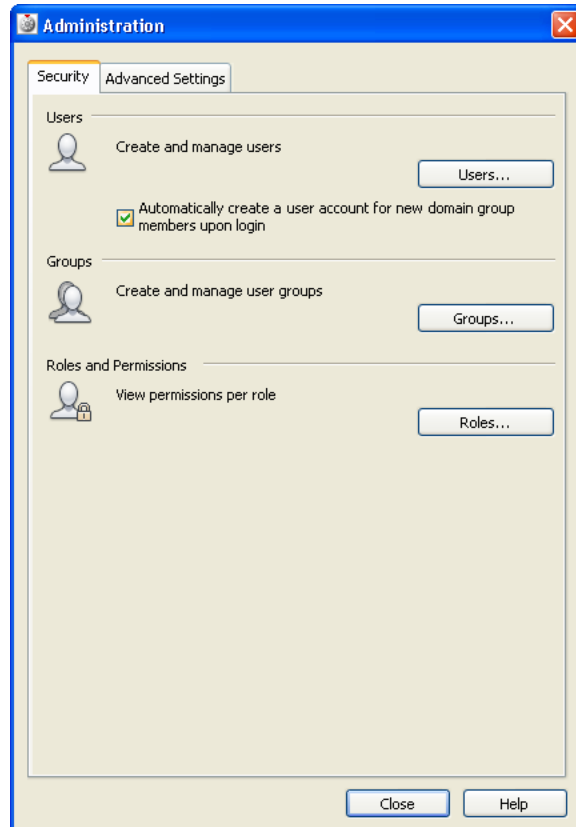 Administration
Security
Advanced Settings
Users
Create and manage users
Users...
Automatically create a user account for new domain group
members upon login
Groups
Create and manage user groups
Groups...
Roles and Permissions
View permissions per role
Roles...
Close
Help